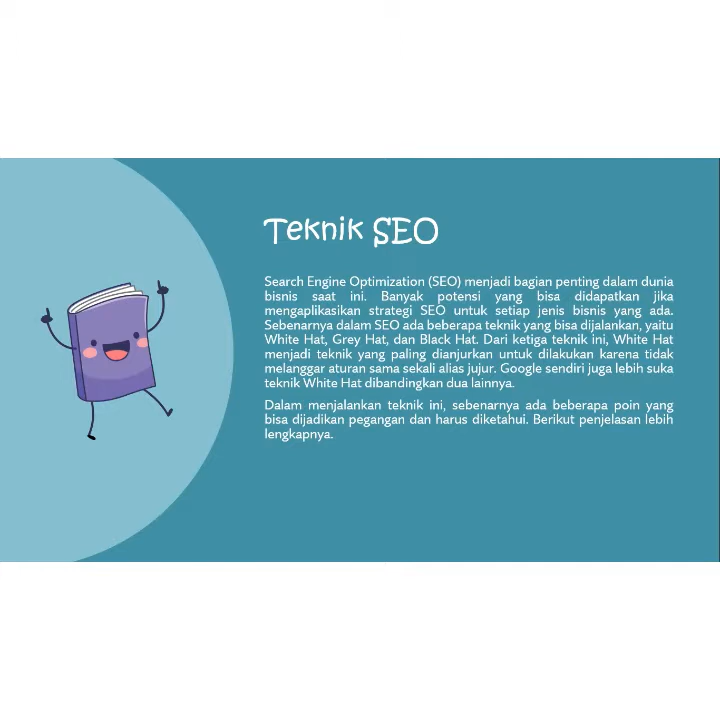 Teknik SEO
Search Engine Optimization (SEO) menjadi bagian penting dalam dunia
bisnis saat ini. Banyak potensi yang bisa didapatkan jika
mengaplikasikan strategi SEO untuk setiap jenis bisnis yang ada.
Sebenarnya dalam SEO ada beberapa teknik yang bisa dijalankan, yaitu
White Hat, Grey Hat, dan Black Hat. Dari ketiga teknik ini, White Hat
menjadi teknik yang paling dianjurkan untuk dilakukan karena tidak
melanggar aturan sama sekali alias jujur. Google sendiri juga lebih suka
teknik White Hat dibandingkan dua lainnya.
Dalam menjalankan teknik ini, sebenarnya ada beberapa poin yang
bisa dijadikan pegangan dan harus diketahui. Berikut penjelasan lebih
lengkapnya.